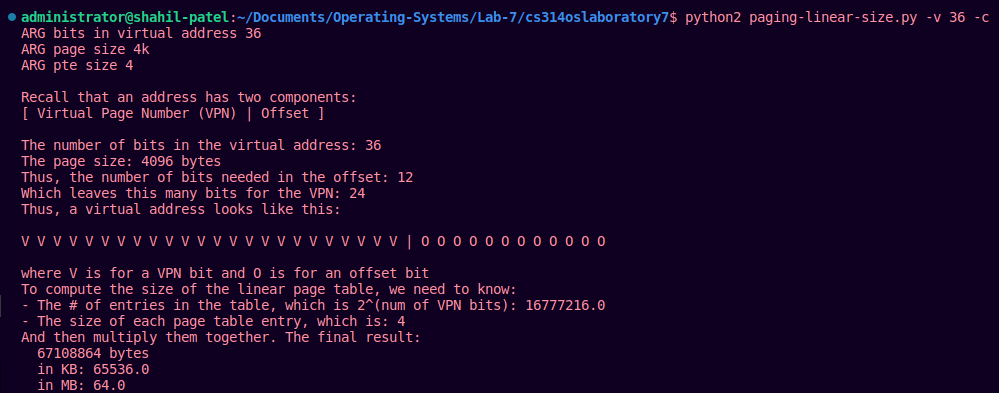 administrator@shahil-patel:~/Documents/Operating-Systems/Lab-7/cs314oslaboratory7$ python2 paging-linear-size.py -v 36 -c
ARG bits in virtual address 36
ARG page size 4k
ARG pte size 4

Recall that an address has two components:
[ Virtual Page Number (VPN) | Offset ]

The number of bits in the virtual address: 36
The page size: 4096 bytes
Thus, the number of bits needed in the offset: 12
Which leaves this many bits for the VPN: 24
Thus, a virtual address looks like this:

V V V V V V V V V V V V V V V V V V V V V V V V | O O O O O O O O O O O O

where V is for a VPN bit and O is for an offset bit
To compute the size of the linear page table, we need to know:
- The # of entries in the table, which is 2^(num of VPN bits): 16777216.0
- The size of each page table entry, which is: 4
And then multiply them together. The final result:
  67108864 bytes
  in KB: 65536.0
  in MB: 64.0